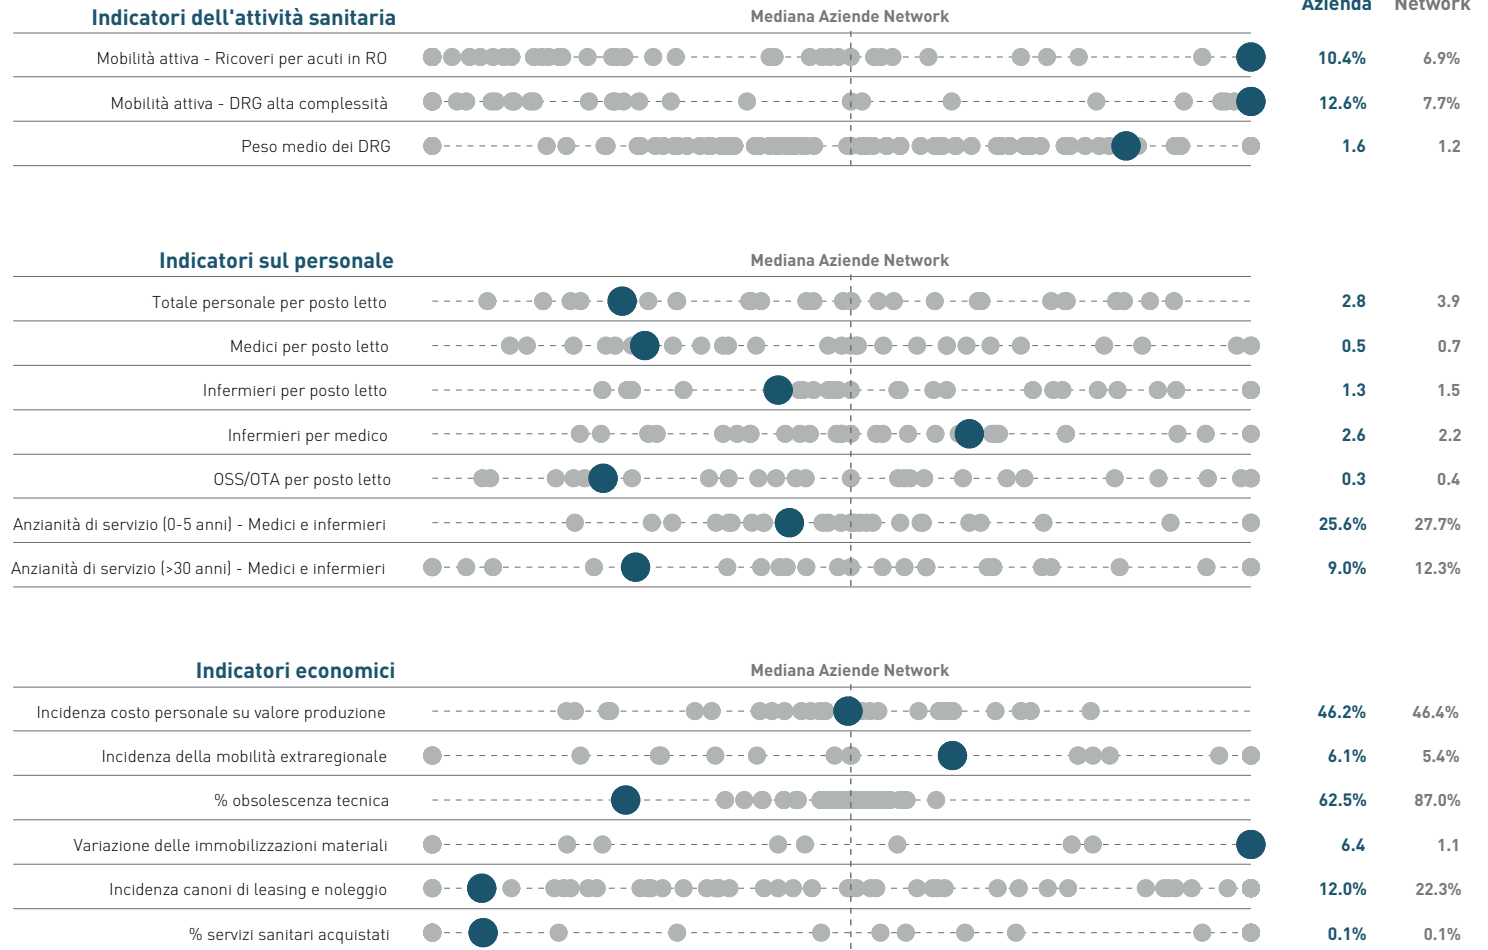 Azienda Network
Indicatori dell'attività sanitaria Mediana Aziende Network
Mobilità attiva - Ricoveri per acuti in RO 10.4% 6.9%
Mobilità attiva - DRG alta complessità 12.6% 7.7%
Peso medio dei DRG 1.6 1.2
Indicatori sul personale Mediana Aziende Network
Totale personale per posto letto 2.8 3.9
Medici per posto letto 0.5 0.7
Infermieri per posto letto 1.3 1.5
Infermieri per medico 2.6 2.2
OSS/OTA per posto letto 0.3 0.4
Anzianità di servizio (0-5 anni) - Medici e infermieri 25.6% 27.7%
Anzianità di servizio (>30 anni) - Medici e infermieri 9.0% 12.3%
Indicatori economici Mediana Aziende Network
Incidenza costo personale su valore produzione 46.2% 46.4%
Incidenza della mobilità extraregionale 6.1% 5.4%
% obsolescenza tecnica 62.5% 87.0%
Variazione delle immobilizzazioni materiali 6.4 1.1
Incidenza canoni di leasing e noleggio 12.0% 22.3%
% servizi sanitari acquistati 0.1% 0.1%